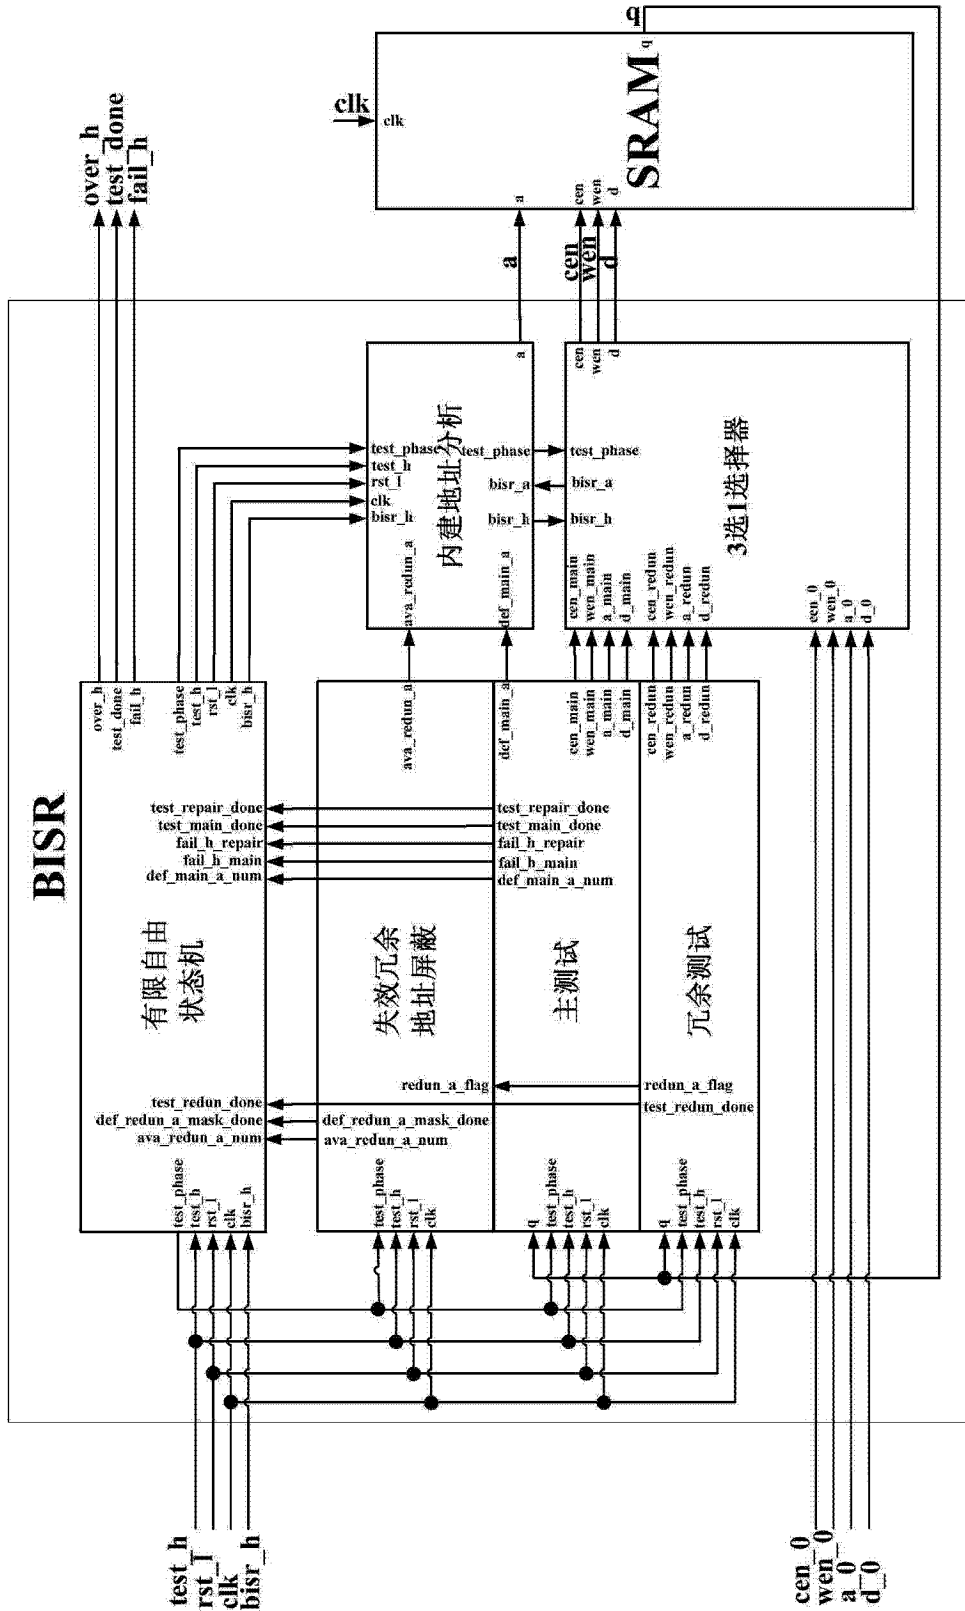 over_h
test_done
fail_h
q
clk
clk
q
SRAM
a
cen
wen
d
a
cen
wen
d
BISR
over_h
test_done
fail_h
test_phase
test_h
rst_l
clk
bisr_h
test_repair_done
test_main_done
fail_h_repair
fail_h_main
def_main_a_num
有限自由
状态机
test_redun_done
def_redun_a_mask_done
ava_redun_a_num
test_phase
test_h
rst_l
clk
bisr_h
a
test_phase
test_h
rst_l
clk
bisr_h
内建地址分析
test_phase
bisr_a
bisr_h
ava_redun_a
def_main_a
cen
wen
d
test_phase
bisr_a
bisr_h
3选1选择器
cen_main
wen_main
a_main
d_main
cen_redun
wen_redun
a_redun
d_redun
cen_0
wen_0
a_0
d_0
ava_redun_a
失效冗余
地址屏蔽
redun_a_flag
def_redun_a_mask_done
ava_redun_a_num
test_phase
test_h
rst_l
clk
def_main_a
cen_main
wen_main
a_main
d_main
test_repair_done
test_main_done
fail_h_repair
fail_h_main
def_main_a_num
主测试
q
test_phase
test_h
rst_l
clk
cen_redun
wen_redun
a_redun
d_redun
冗余测试
redun_a_flag
test_redun_done
q
test_phase
test_h
rst_l
clk
test_h
rst_l
clk
bisr_h
cen_0
wen_0
a_0
d_0